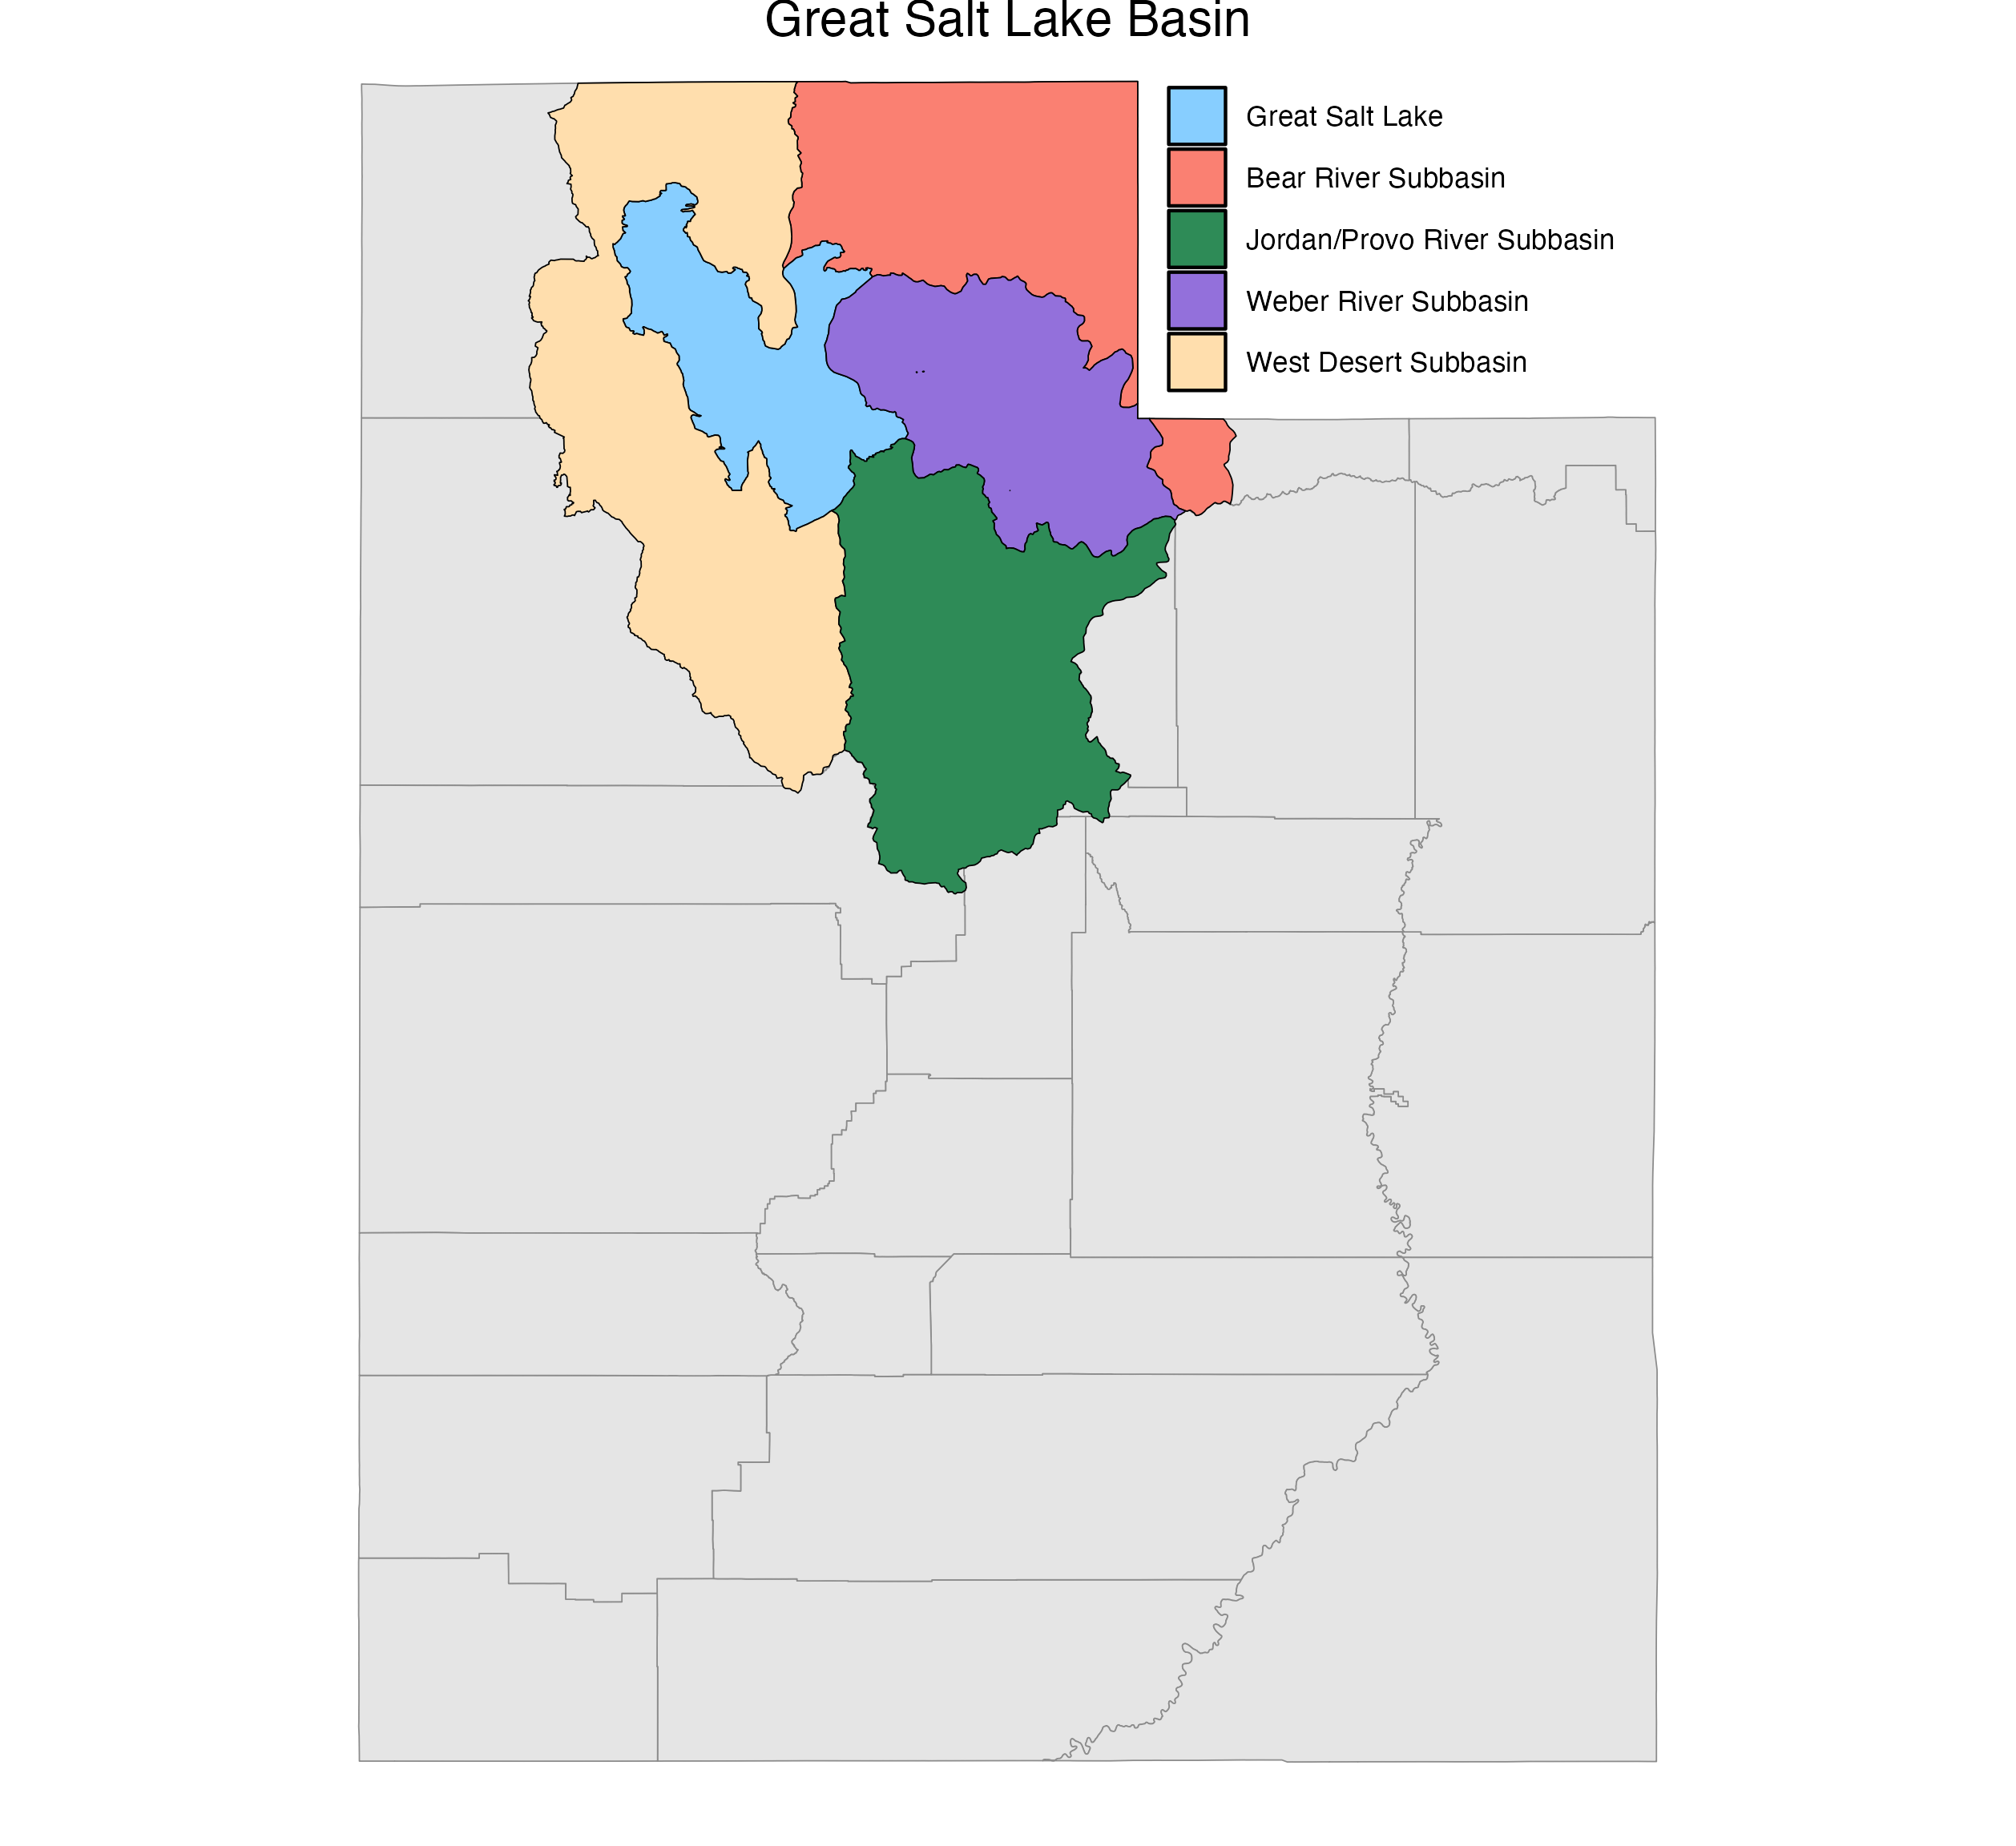 Great Salt Lake Basin
Great Salt Lake
Bear River Subbasin
Jordan/Provo River Subbasin
Weber River Subbasin
West Desert Subbasin